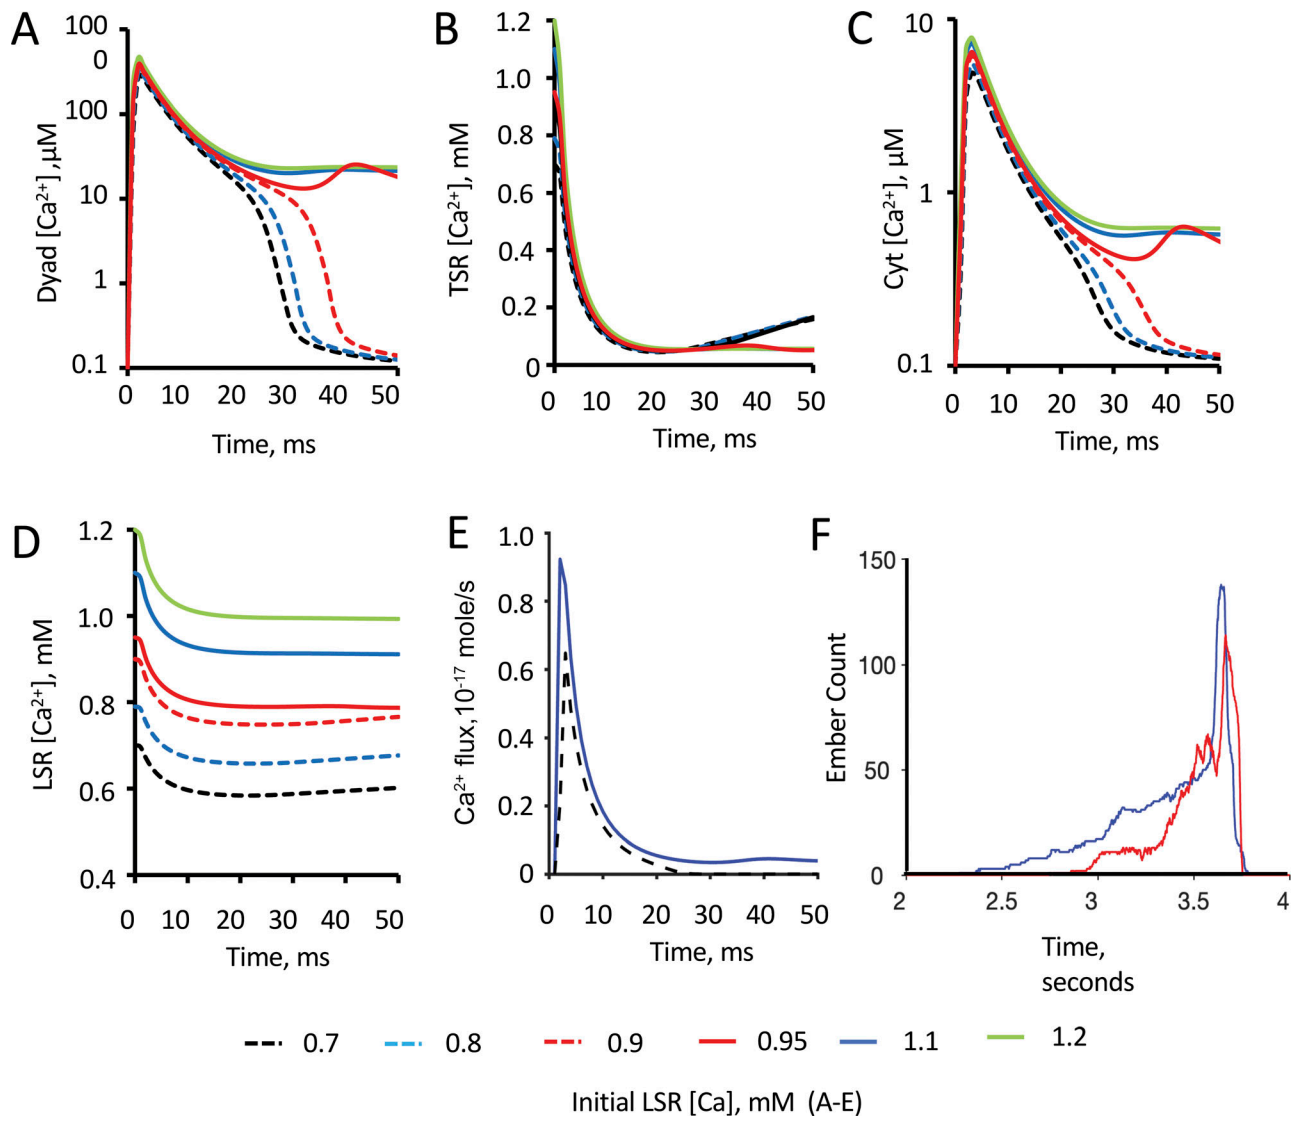 A
100
0
100
10
1
0.1
0 10 20 30 40 50
Dyad [Ca2+] ,µM
Time, ms
B
1.2
1.0
0.8
0.6
0.4
0.2
0
0 10 20 30 40 50
TSR [Ca2+], mM
Time, ms
C
10
1
0.1
0 10 20 30 40 50
Cyt [Ca2+], µM
Time, ms
D
1.2
1.0
0.8
0.6
0.4
0 10 20 30 40 50
LSR [Ca2+], mM
Time, ms
E
1.0
0.8
0.6
0.4
0.2
0
0 10 20 30 40 50
Ca2+ flux,10-17 mole/s
Time, ms
F
150
100
50
0
2 2.5 3 3.5 4
Ember Count
Time,
seconds
0.7 0.8 0.9 0.95 1.1 1.2
Initial LSR [Ca], mM (A-E)